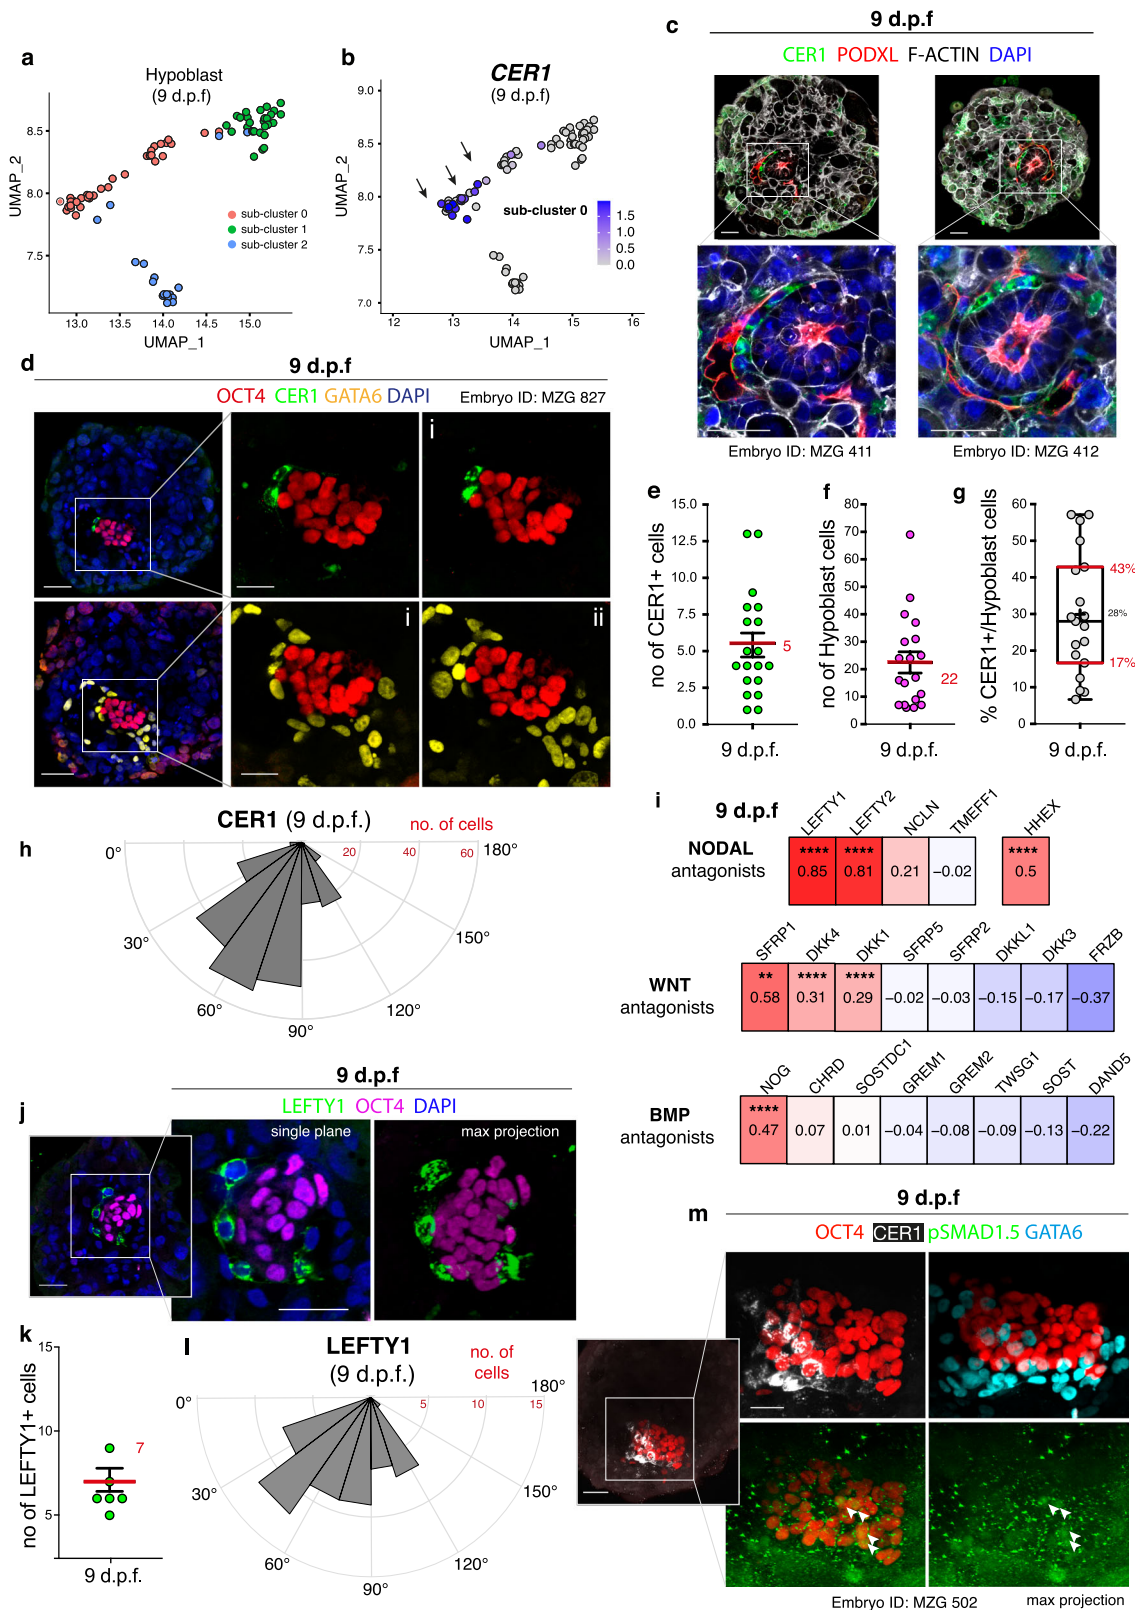 a
Hypoblast
(9 d.p.f)
8.5
8.0
7.5
UMAP_2
13.0 13.5 14.0 14.5 15.0
UMAP_1
sub-cluster 0
sub-cluster 1
sub-cluster 2
b
CER1
(9 d.p.f)
9.0
8.5
8.0
7.5
7.0
UMAP_2
12 13 14 15 16
UMAP_1
sub-cluster 0
1.5
1.0
0.5
0.0
c
9 d.p.f
CER1 PODXL F-ACTIN DAPI
Embryo ID: MZG 411
Embryo ID: MZG 412
d
9 d.p.f
OCT4 CER1 GATA6 DAPI
Embryo ID: MZG 827
i
i
ii
e
no of CER1+ cells
15.0
12.5
10.0
7.5
5.0
2.5
0.0
5
9 d.p.f.
f
no of Hypoblast cells
80
70
60
50
40
30
20
10
0
22
9 d.p.f.
g
% CER1+/Hypoblast cells
60
50
40
30
20
10
0
43%
28%
17%
9 d.p.f.
h
CER1 (9 d.p.f.)
no. of cells
0° 20 40 60 180°
30° 150°
60° 120°
90°
i
9 d.p.f
LEFTY1 LEFTY2 NCLN TMEFF1 HHEX
NODAL
antagonists
**** **** ****
0.85 0.81 0.21 −0.02 0.5
SFRP1 DKK4 DKK1 SFRP5 SFRP2 DKKL1 DKK3 FRZB
WNT
antagonists
** **** ****
0.58 0.31 0.29 −0.02 −0.03 −0.15 −0.17 −0.37
NOG CHRD SOSTDC1 GREM1 GREM2 TWSG1 SOST DAND5
BMP
antagonists
****
0.47 0.07 0.01 −0.04 −0.08 −0.09 −0.13 −0.22
j
9 d.p.f
LEFTY1 OCT4 DAPI
single plane
max projection
k
no of LEFTY1+ cells
15
10
5
7
9 d.p.f.
l
LEFTY1
(9 d.p.f.)
no. of
cells
0° 5 10 15 180°
30° 150°
60° 120°
90°
m
9 d.p.f
OCT4 CER1 pSMAD1.5 GATA6
Embryo ID: MZG 502
max projection